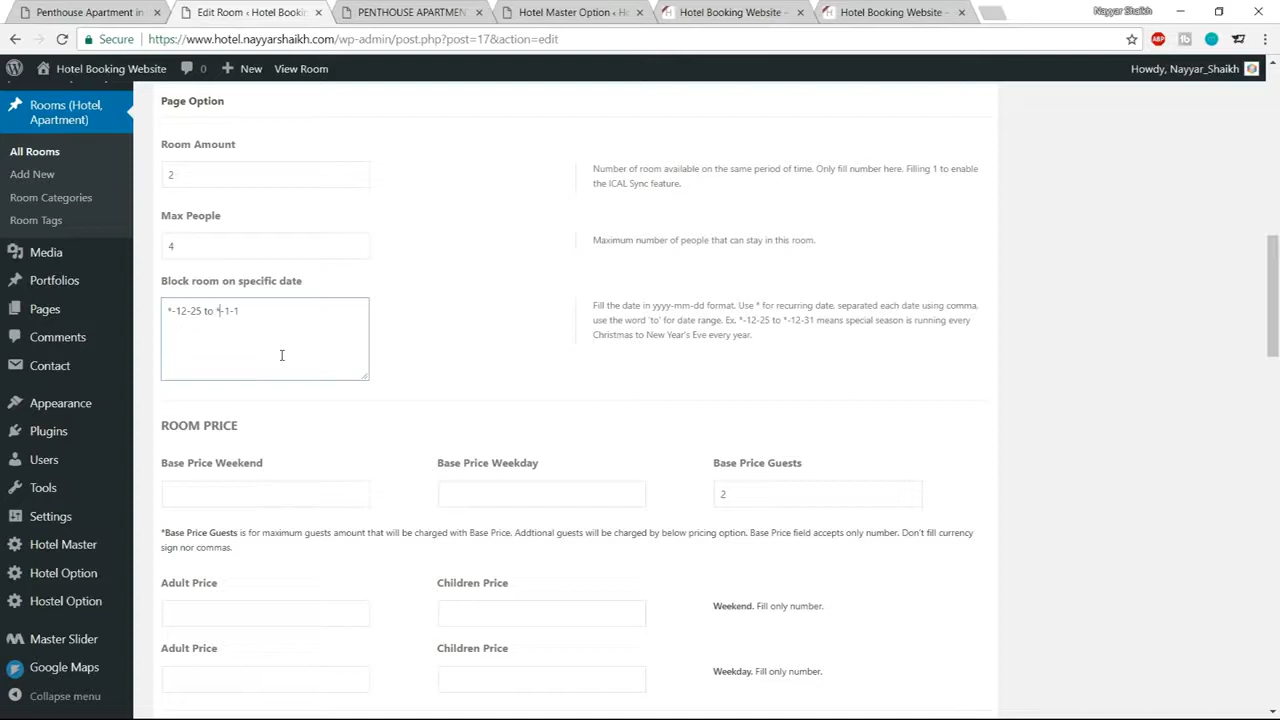 Penthouse Apartment in
Edit Room ‹ Hotel Bookin
PENTHOUSE APARTMENT
Hotel Master Option ‹ H
Hotel Booking Website –
Hotel Booking Website –
Nayyar Shaikh
Secure
https://www.hotel.nayyarshaikh.com/wp-admin/post.php?post=17&action=edit
ABP
Hotel Booking Website
0
New
View Room
Howdy, Nayyar_Shaikh
Rooms (Hotel,
Apartment)
All Rooms
Add New
Room Categories
Room Tags
Media
Portfolios
Pages
Comments
Contact
Appearance
Plugins
Users
Tools
Settings
Hotel Master
Hotel Option
Hostel Option
Master Slider
Google Maps
Collapse menu
Page Option
Room Amount
2
Number of room available on the same period of time. Only fill number here. Filling 1 to enable
the ICAL Sync feature.
Max People
4
Maximum number of people that can stay in this room.
Block room on specific date
*-12-25 to *-1-1
Fill the date in yyyy-mm-dd format. Use * for recurring date, separated each date using comma,
use the word 'to' for date range. Ex. *-12-25 to *-12-31 means special season is running every
Christmas to New Year's Eve every year.
ROOM PRICE
Base Price Weekend
Base Price Weekday
Base Price Guests
2
*Base Price Guests is for maximum guests amount that will be charged with Base Price. Addtional guests will be charged by below pricing option. Base Price field accepts only number. Don't fill currency
sign nor commas.
Adult Price
Children Price
Weekend. Fill only number.
Adult Price
Children Price
Weekday. Fill only number.